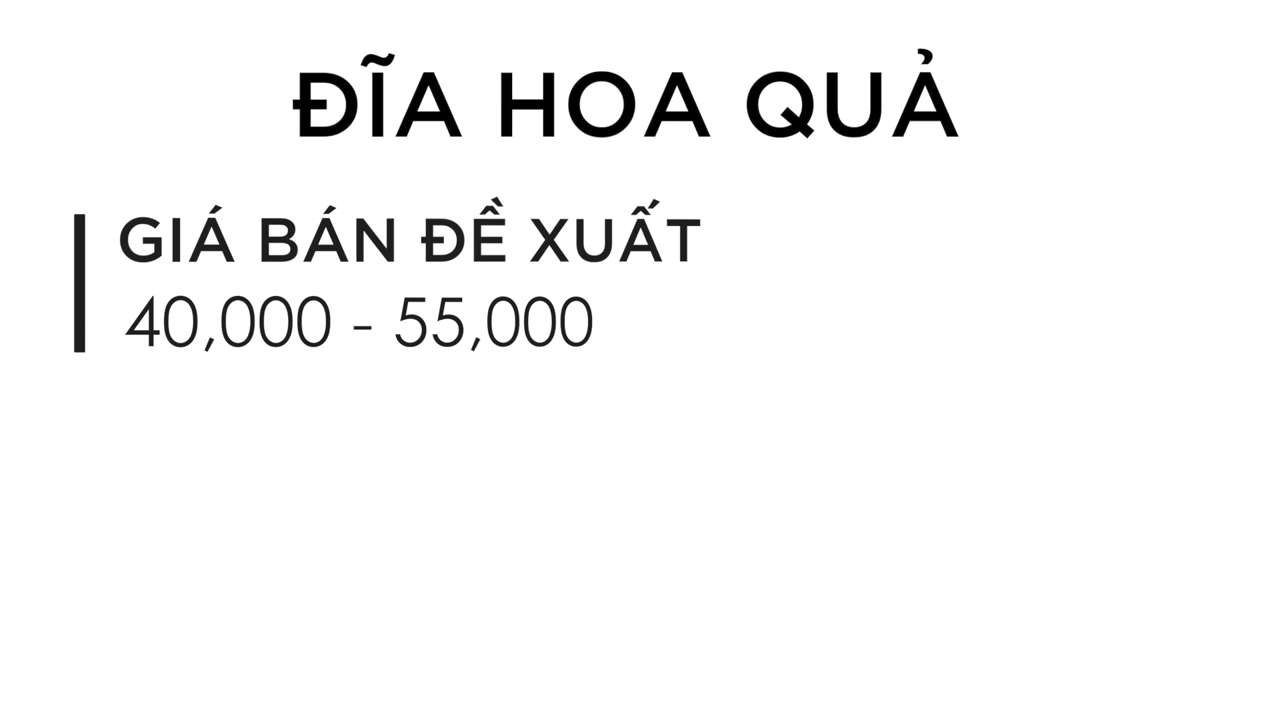 ĐĨA HOA QUẢ
GIÁ BÁN ĐỀ XUẤT
40,000 - 55,000